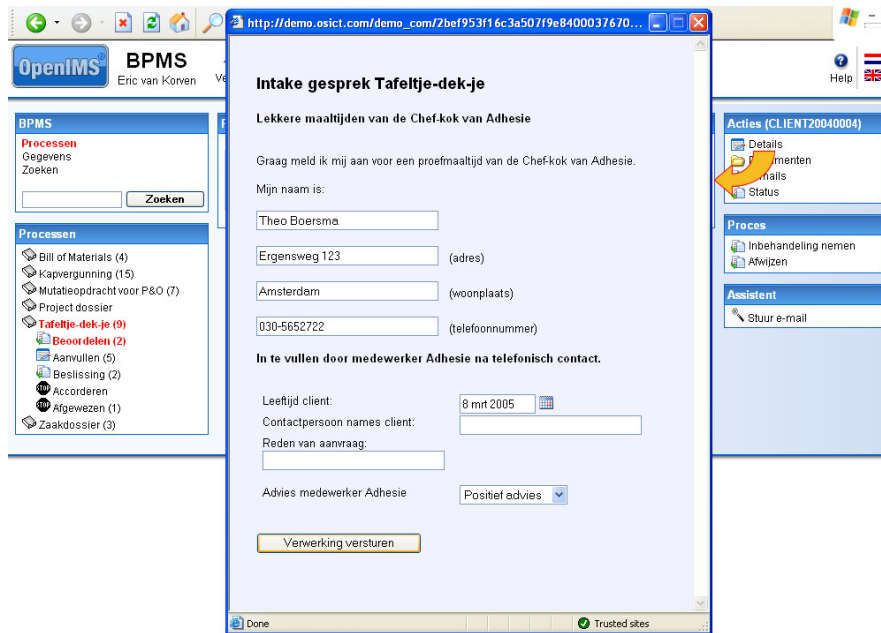 http://demo.osict.com/demo_com/2bef953f16c3a507f9e8400037670...
OpenIMS
BPMS
Eric van Korven
Help
BPMS
Processen
Gegevens
Zoeken
Zoeken
Processen
Bill of Materials (4)
Kapvergunning (15)
Mutatieopdracht voor P&O (7)
Project dossier
Tafeltje-dek-je (9)
Beoordelen (2)
Aanvullen (5)
Beslissing (2)
STOP Accorderen
STOP Afgewezen (1)
Zaakdossier (3)
Intake gesprek Tafeltje-dek-je
Lekkere maaltijden van de Chef-kok van Adhesie
Graag meld ik mij aan voor een proefmaaltijd van de Chef-kok van Adhesie.
Mijn naam is:
Theo Boersma
Ergensweg 123 (adres)
Amsterdam (woonplaats)
030-5652722 (telefoonnummer)
In te vullen door medewerker Adhesie na telefonisch contact.
Leeftijd client: 8 mrt 2005
Contactpersoon names client:
Reden van aanvraag:
Advies medewerker Adhesie Positief advies
Verwerking versturen
Done Trusted sites
Acties (CLIENT20040004)
Details
Status
Proces
Inbehandeling nemen
Afwijzen
Assistent
Stuur e-mail